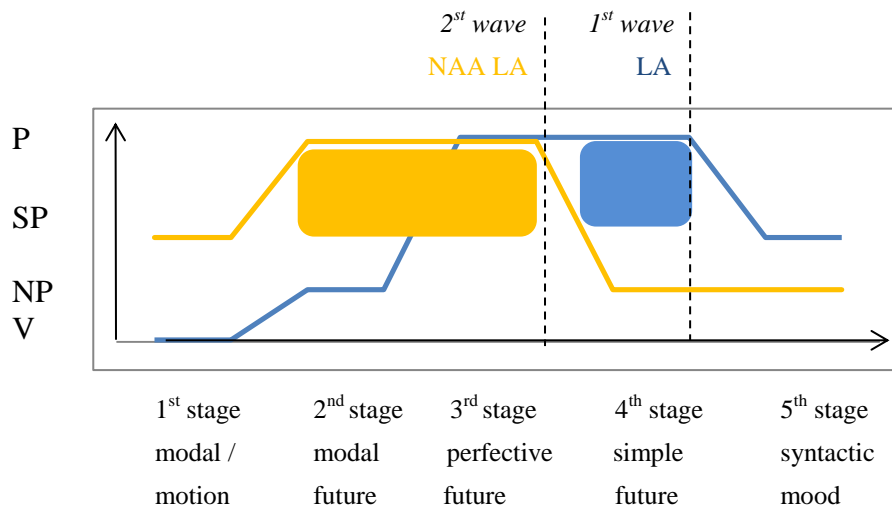 2st wave 1st wave
NAA LA LA
P
SP
NP
V
1st stage 2nd stage 3rd stage 4th stage 5th stage
modal / modal perfective simple syntactic
motion future future future mood